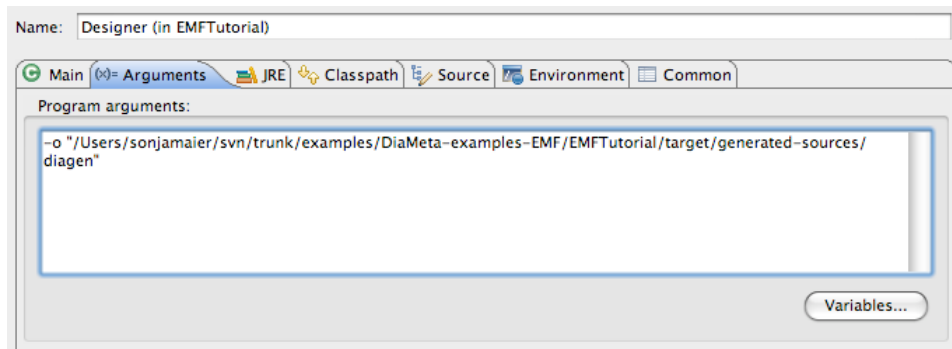 Name: Designer (in EMFTutorial)
Main (x)= Arguments JRE Classpath Source Environment Common
Program arguments:
-o "/Users/sonjamaier/svn/trunk/examples/DiaMeta-examples-EMF/EMFTutorial/target/generated-sources/
diagen"
Variables...